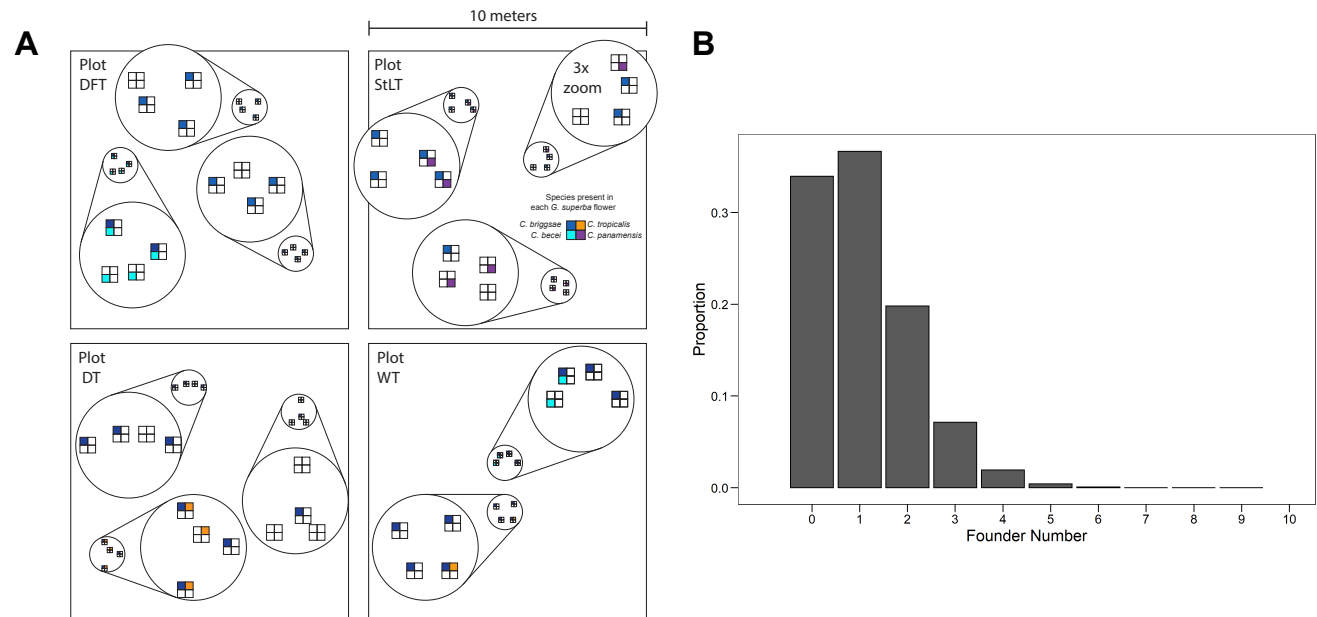 A
10 meters
Plot
DFT
Plot
StLT
3x
zoom
Species present in
each G. superba flower
C. briggsae C. tropicalis
C. becei C. panamensis
Plot
DT
Plot
WT
B
Proportion
0.3
0.2
0.1
0.0
0 1 2 3 4 5 6 7 8 9 10
Founder Number